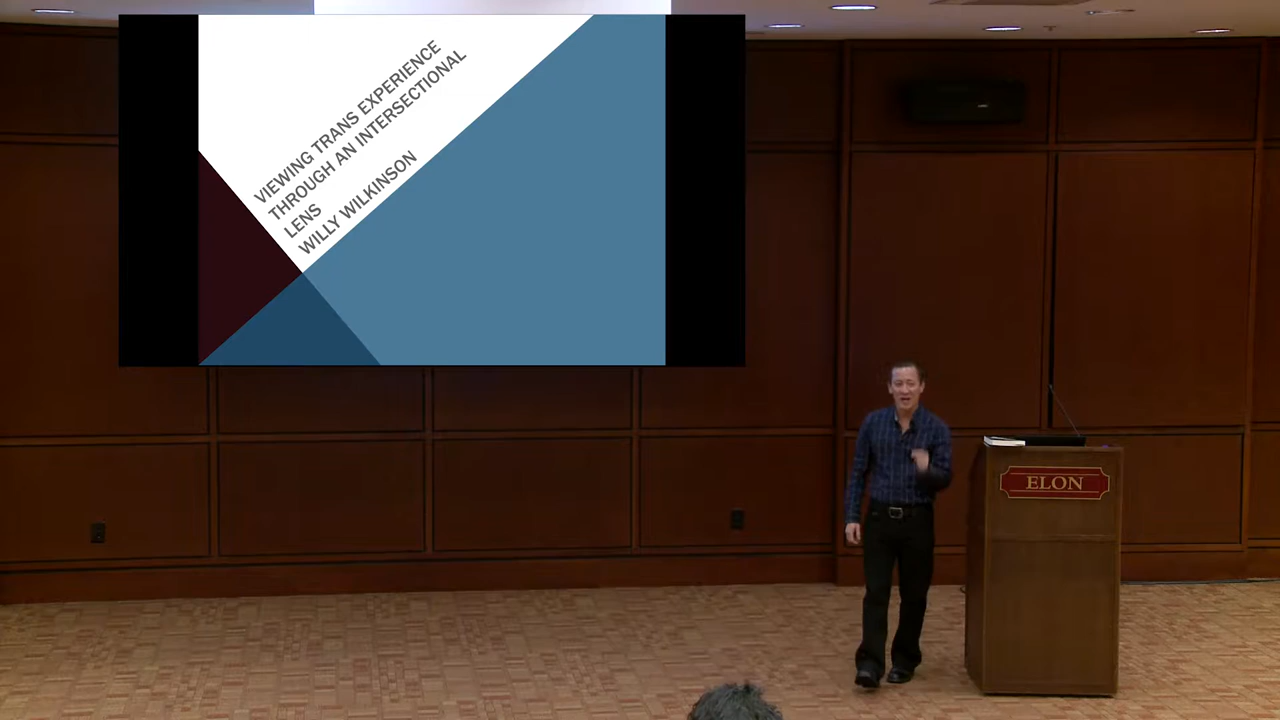 VIEWING TRANS EXPERIENCE
THROUGH AN INTERSECTIONAL
LENS
WILLY WILKINSON
ELON